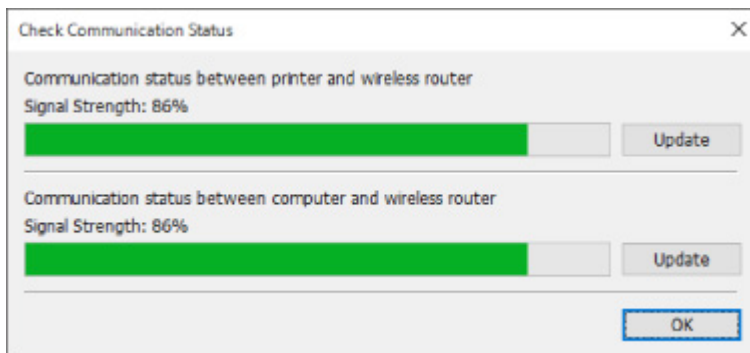 Check Communication Status
Communication status between printer and wireless router
Signal Strength: 86%
Update
Communication status between computer and wireless router
Signal Strength: 86%
Update
OK